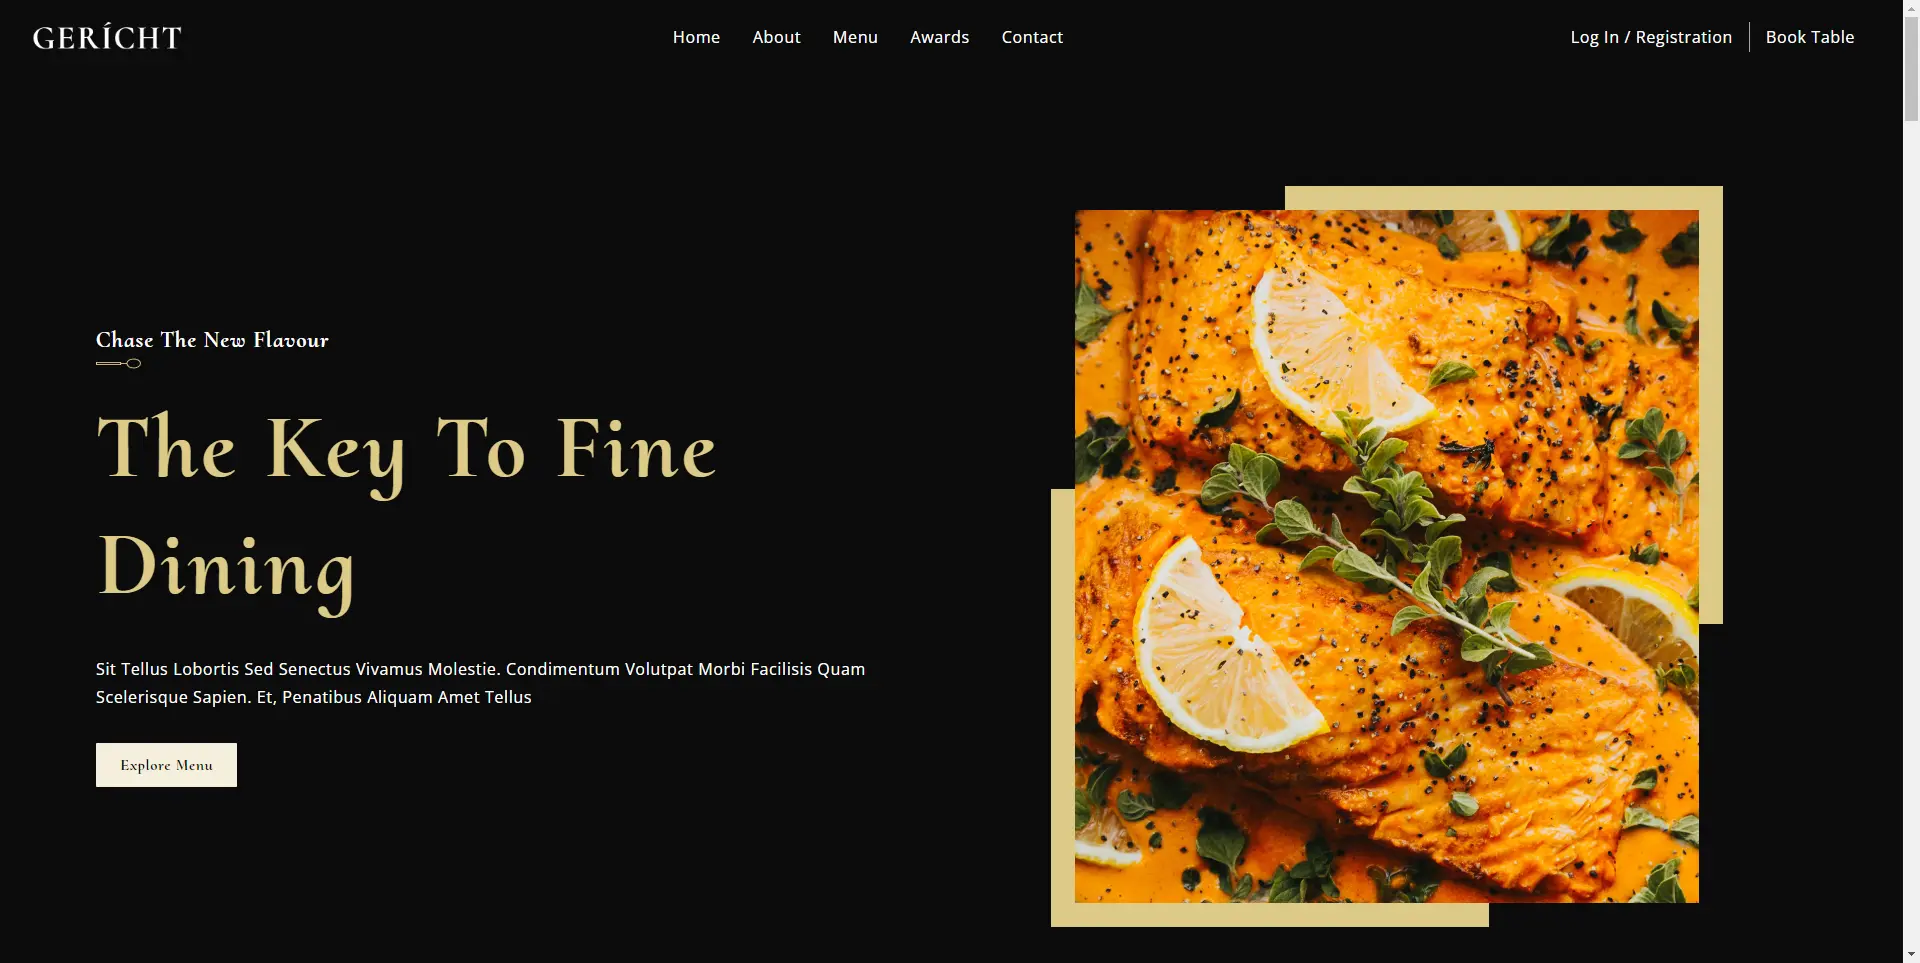 GERÍCHT
Home
About
Menu
Awards
Contact
Log In / Registration
Book Table
Chase The New Flavour
The Key To Fine
Dining
Sit Tellus Lobortis Sed Senectus Vivamus Molestie. Condimentum Volutpat Morbi Facilisis Quam
Scelerisque Sapien. Et, Penatibus Aliquam Amet Tellus
Explore Menu